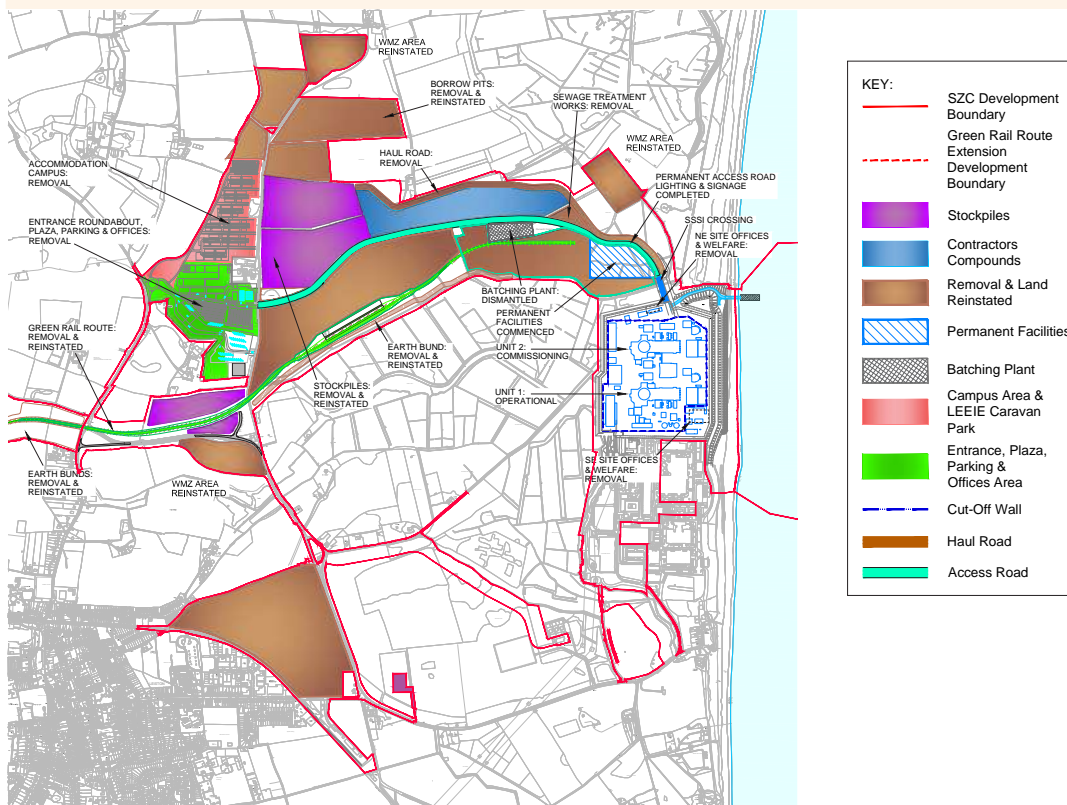 WMZ AREA
REINSTATED
BORROW PITS:
REMOVAL &
REINSTATED
SEWAGE TREATMENT
WORKS: REMOVAL
WMZ AREA
REINSTATED
HAUL ROAD:
REMOVAL
ACCOMMODATION
CAMPUS:
REMOVAL
PERMANENT ACCESS ROAD
LIGHTING & SIGNAGE
COMPLETED
ENTRANCE ROUNDABOUT,
PLAZA, PARKING & OFFICES:
REMOVAL
SSSI CROSSING
NE SITE OFFICES
& WELFARE:
REMOVAL
BATCHING PLANT:
DISMANTLED
PERMANENT
FACILITIES
COMMENCED
GREEN RAIL ROUTE:
REMOVAL &
REINSTATED
EARTH BUND:
REMOVAL &
REINSTATED
UNIT 2:
COMMISSIONING
STOCKPILES:
REMOVAL &
REINSTATED
UNIT 1:
OPERATIONAL
EARTH BUNDS:
REMOVAL &
REINSTATED
WMZ AREA
REINSTATED
SE SITE OFFICES
& WELFARE:
REMOVAL
KEY:
SZC Development
Boundary
Green Rail Route
Extension
Development
Boundary
Stockpiles
Contractors
Compounds
Removal & Land
Reinstated
Permanent Facilities
Batching Plant
Campus Area &
LEEIE Caravan
Park
Entrance, Plaza,
Parking &
Offices Area
Cut-Off Wall
Haul Road
Access Road